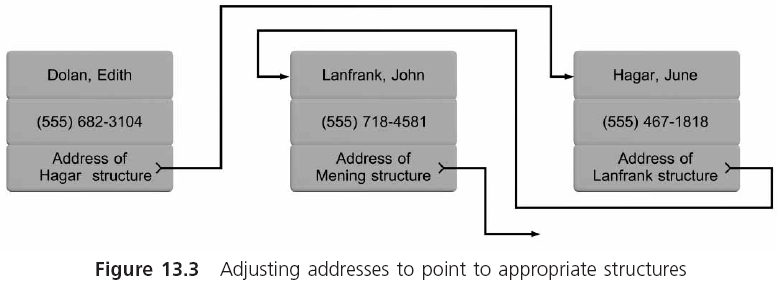 Dolan, Edith
(555) 682-3104
Address of
Hagar structure
Lanfrank, John
(555) 718-4581
Address of
Mening structure
Hagar, June
(555) 467-1818
Address of
Lanfrank structure
Figure 13.3 Adjusting addresses to point to appropriate structures